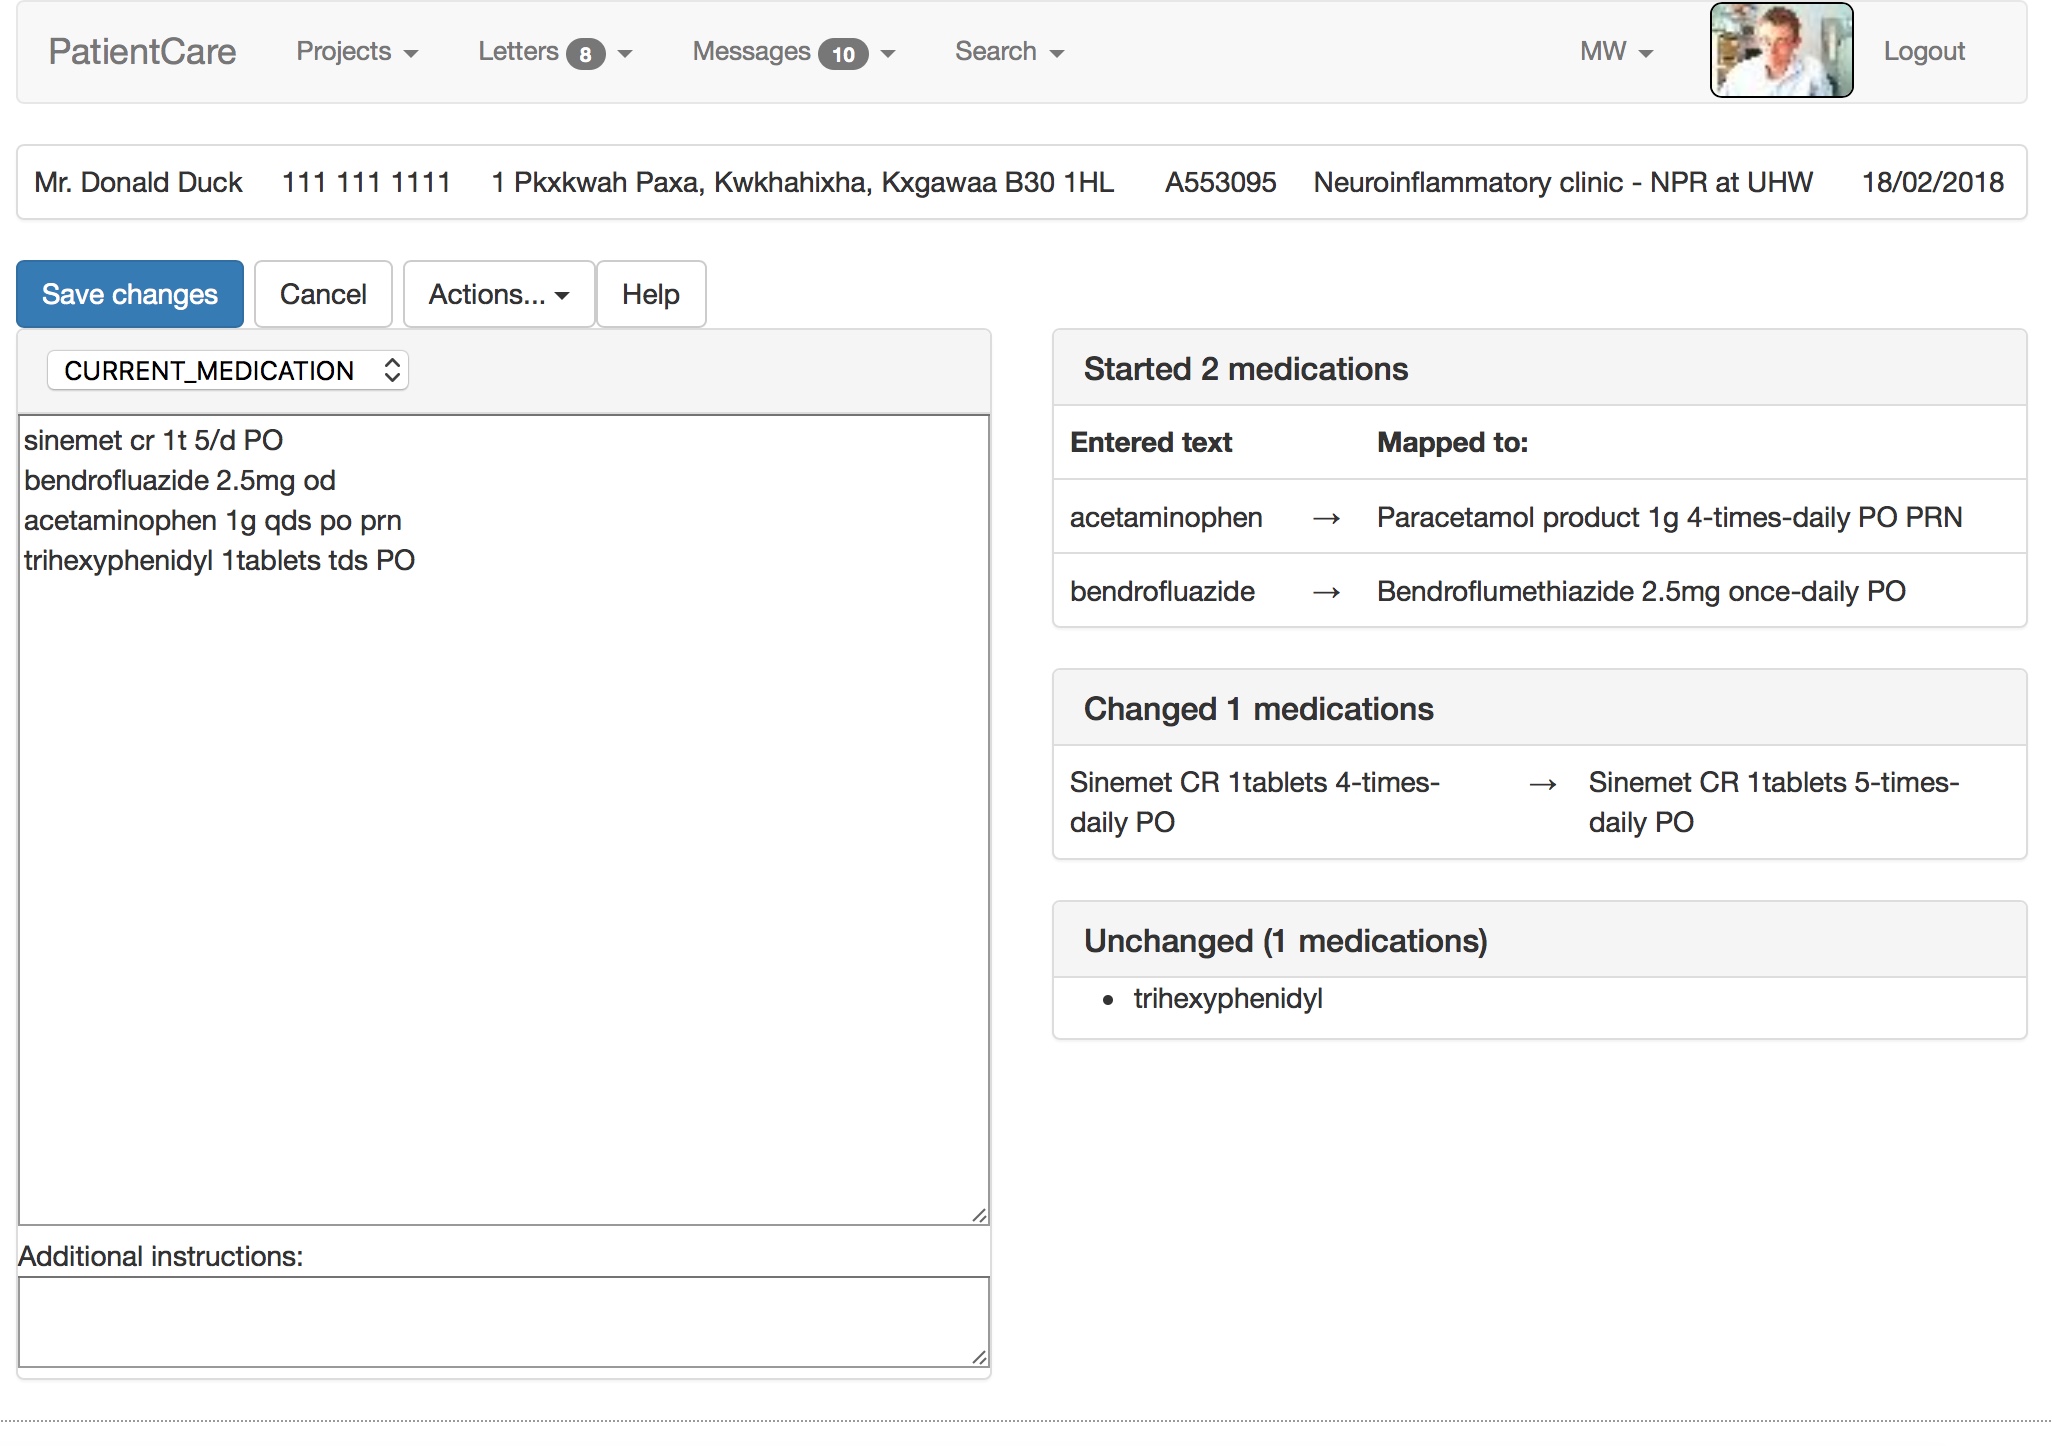 PatientCare Projects Letters 8 Messages 10 Search MW Logout
Mr. Donald Duck 111 111 1111 1 Pkxkwah Paxa, Kwkhahixha, Kxgawaa B30 1HL A553095 Neuroinflammatory clinic - NPR at UHW 18/02/2018
Save changes Cancel Actions... Help
CURRENT_MEDICATION
sinemet cr 1t 5/d PO
bendrofluazide 2.5mg od
acetaminophen 1g qds po prn
trihexyphenidyl 1tablets tds PO
Additional instructions:
Started 2 medications
Entered text Mapped to:
acetaminophen → Paracetamol product 1g 4-times-daily PO PRN
bendrofluazide → Bendroflumethiazide 2.5mg once-daily PO
Changed 1 medications
Sinemet CR 1tablets 4-times- → Sinemet CR 1tablets 5-times-
daily PO daily PO
Unchanged (1 medications)
• trihexyphenidyl